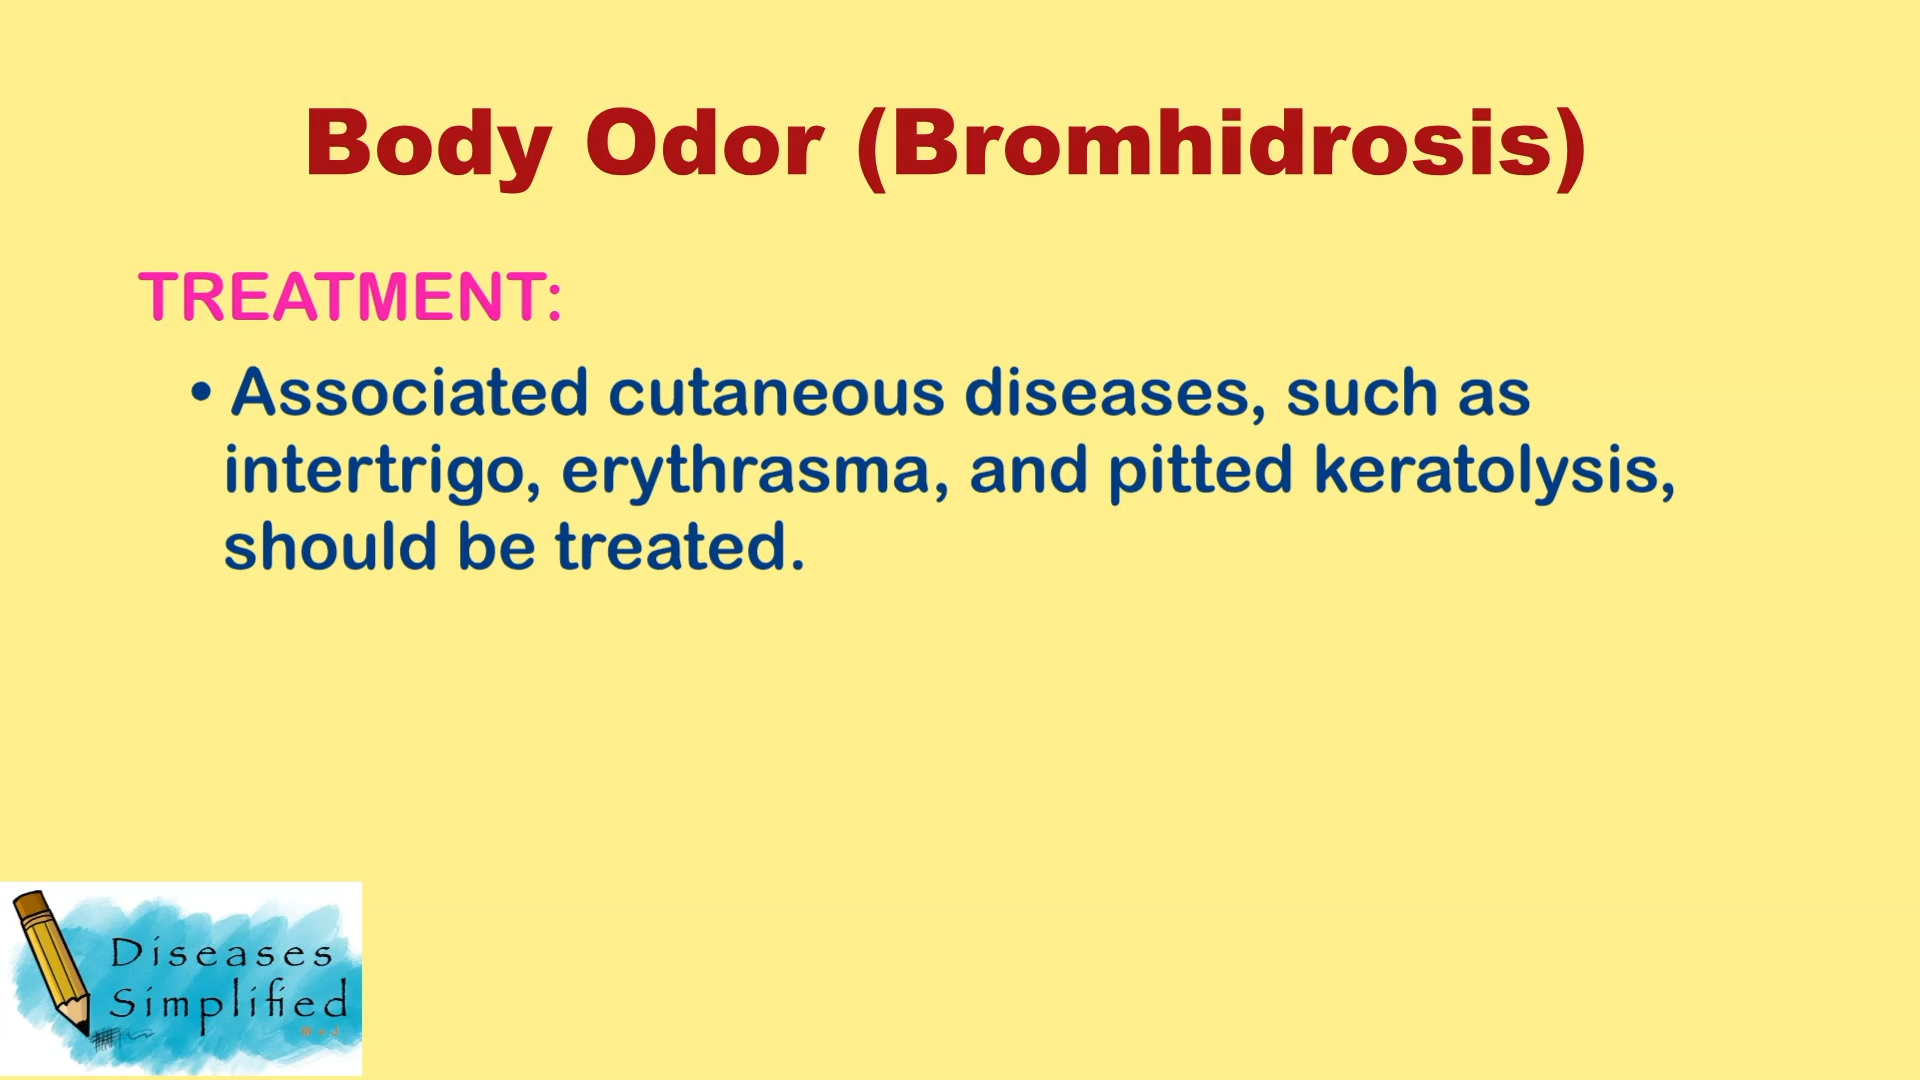 Body Odor (Bromhidrosis)
TREATMENT:
• Associated cutaneous diseases, such as
intertrigo, erythrasma, and pitted keratolysis,
should be treated.
Diseases
Simplified